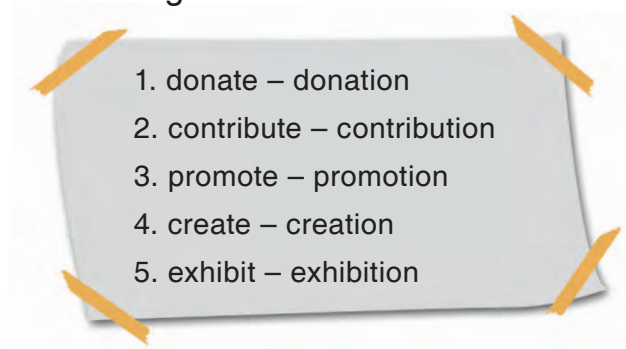 1. donate – donation
2. contribute – contribution
3. promote – promotion
4. create – creation
5. exhibit – exhibition